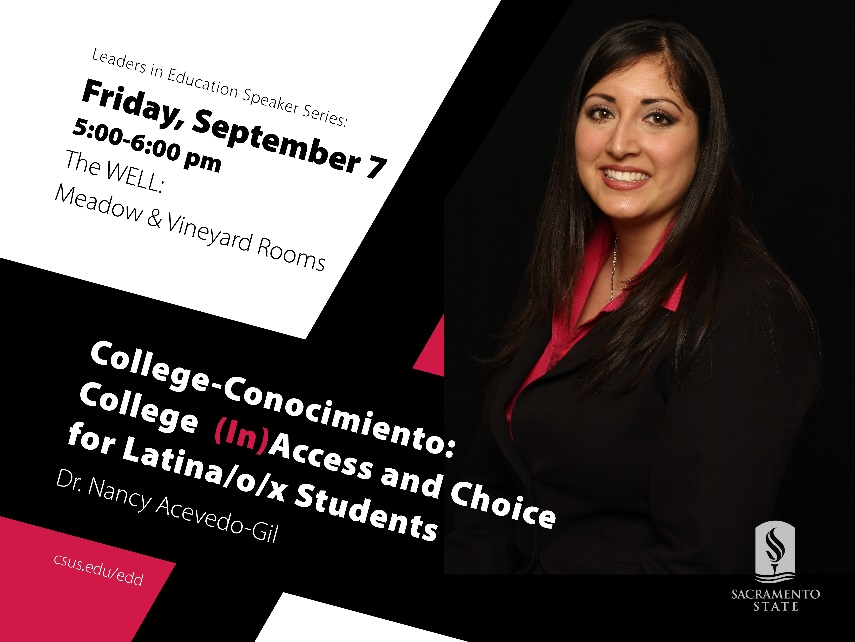 Leaders in Education Speaker Series:
Friday, September 7
5:00-6:00 pm
The WELL:
Meadow & Vineyard Rooms
College-Conocimiento:
College (In)Access and Choice
for Latina/o/x Students
Dr. Nancy Acevedo-Gil
csus.edu/edd
SACRAMENTO
STATE